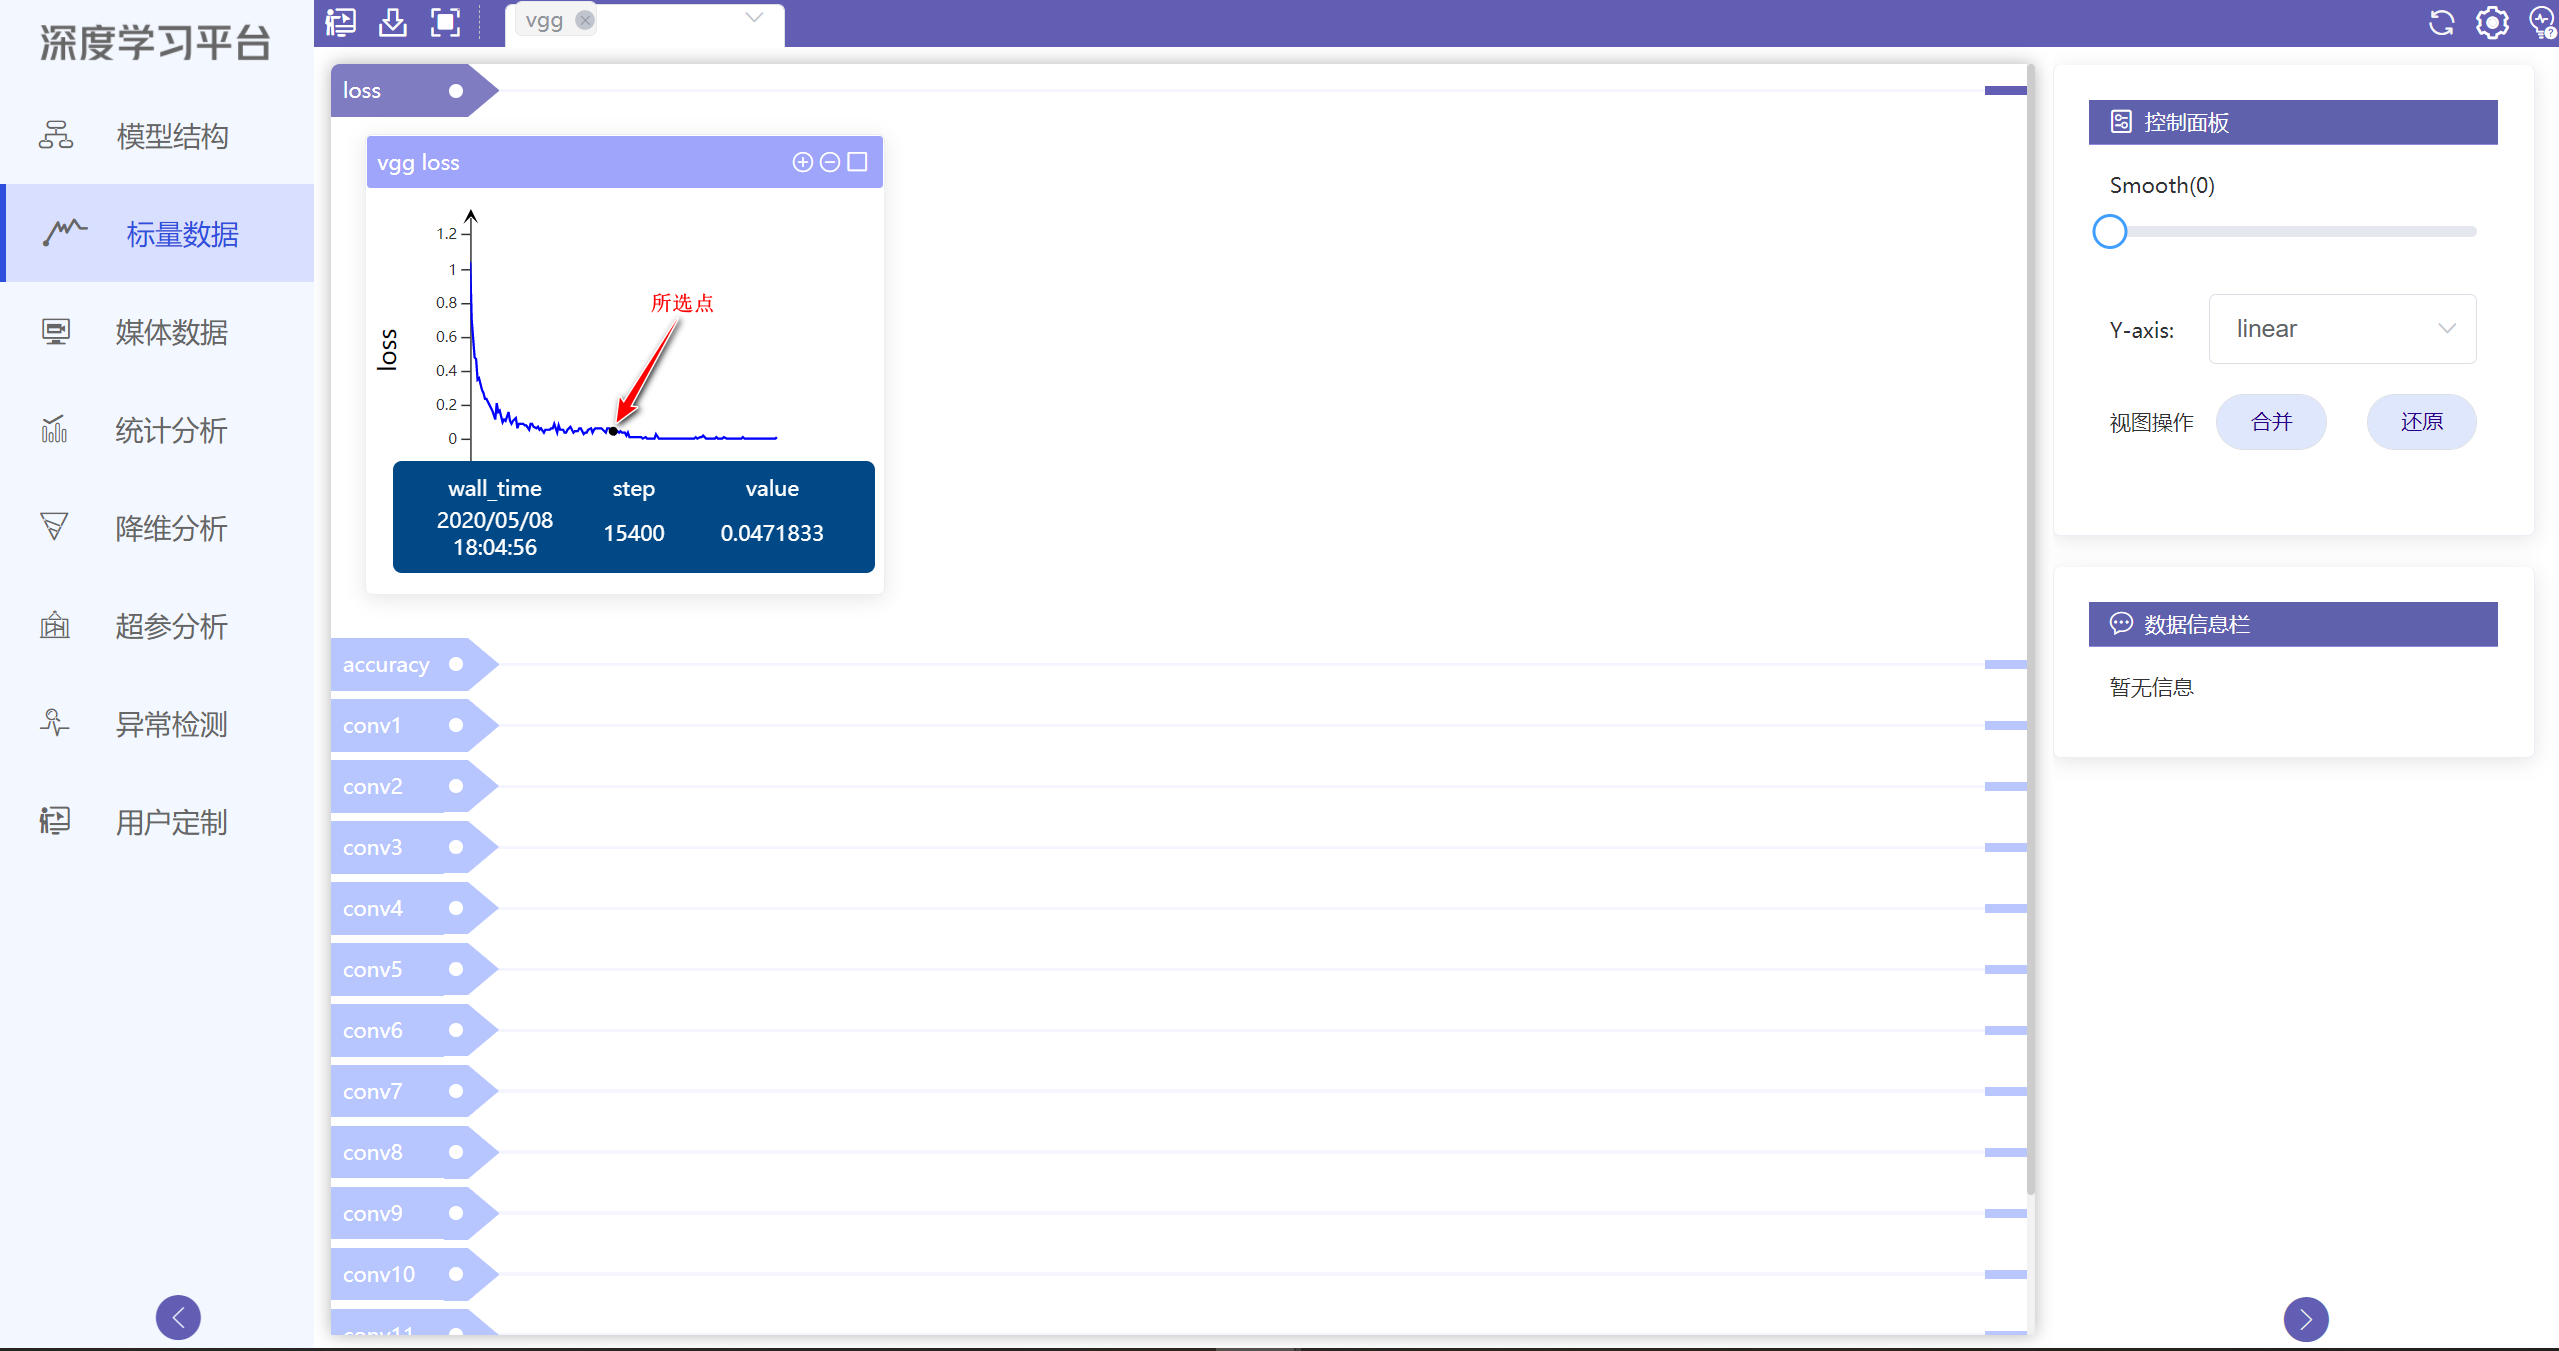 深度学习平台
模型结构
标量数据
媒体数据
统计分析
降维分析
超参分析
异常检测
用户定制
vgg
loss
vgg loss
1.2
1
0.8
0.6
0.4
0.2
0
loss
所选点
wall_time step value
2020/05/08
18:04:56
15400 0.0471833
accuracy
conv1
conv2
conv3
conv4
conv5
conv6
conv7
conv8
conv9
conv10
conv11
控制面板
Smooth(0)
Y-axis: linear
视图操作 合并 还原
数据信息栏
暂无信息